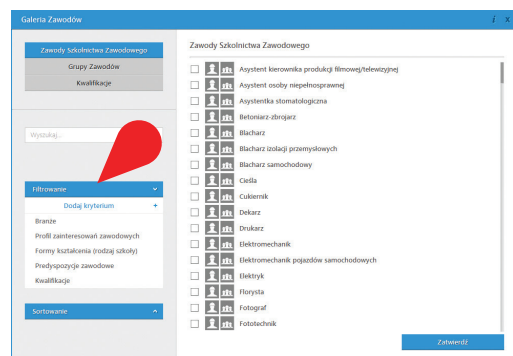 Galeria Zawodów
i x
Zawody Szkolnictwa Zawodowego
Grupy Zawodów
Kwalifikacje
Wyszukaj...
Filtrowanie
Dodaj kryterium +
Branże
Profil zainteresowań zawodowych
Formy kształcenia (rodzaj szkoły)
Predyspozycje zawodowe
Kwalifikacje
Sortowanie
Zawody Szkolnictwa Zawodowego
Asystent kierownika produkcji filmowej/telewizyjnej
Asystent osoby niepełnosprawnej
Asystentka stomatologiczna
Betoniarz-zbrojarz
Blacharz
Blacharz izolacji przemysłowych
Blacharz samochodowy
Cieśla
Cukiernik
Dekarz
Drukarz
Elektromechanik
Elektromechanik pojazdów samochodowych
Elektryk
Florysta
Fotograf
Fototechnik
Zatwierdź